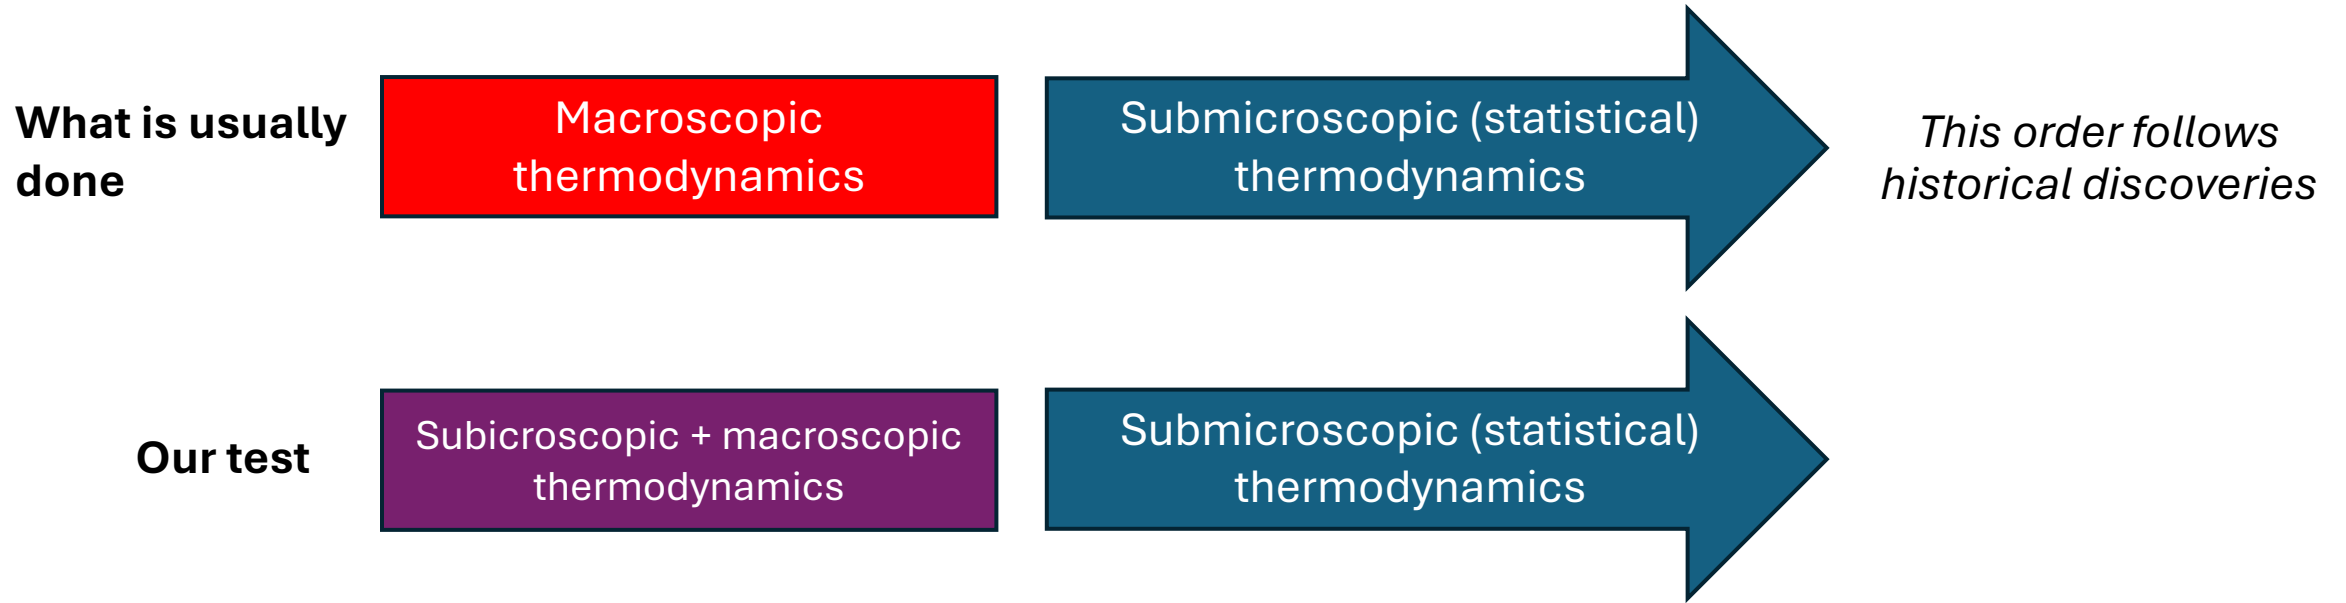 What is usually
done
Macroscopic
thermodynamics
Submicroscopic (statistical)
thermodynamics
This order follows
historical discoveries
Our test
Subicroscopic + macroscopic
thermodynamics
Submicroscopic (statistical)
thermodynamics